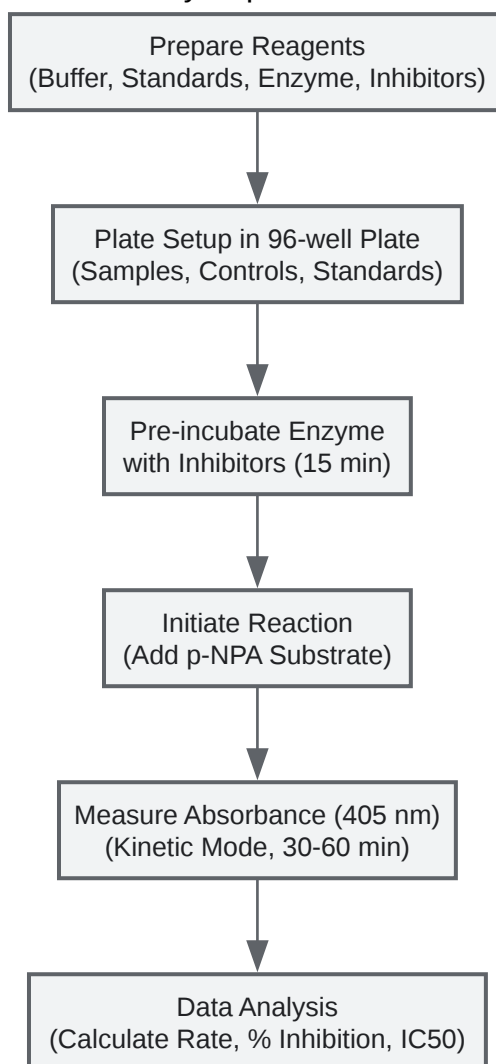 Prepare Reagents
(Buffer, Standards, Enzyme, Inhibitors)
Plate Setup in 96-well Plate
(Samples, Controls, Standards)
Pre-incubate Enzyme
with Inhibitors (15 min)
Initiate Reaction
(Add p-NPA Substrate)
Measure Absorbance (405 nm)
(Kinetic Mode, 30-60 min)
Data Analysis
(Calculate Rate, % Inhibition, IC50)